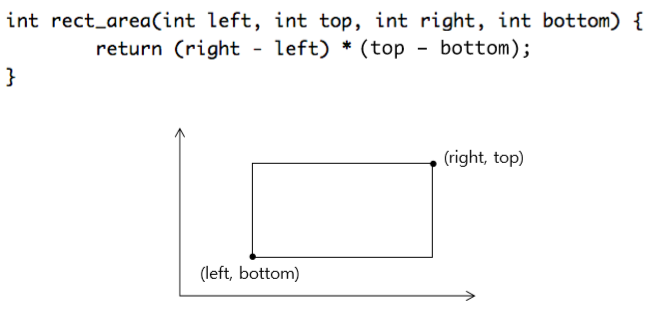 int rect_area(int left, int top, int right, int bottom) {
return (right - left) * (top - bottom);
}
(right, top)
(left, bottom)